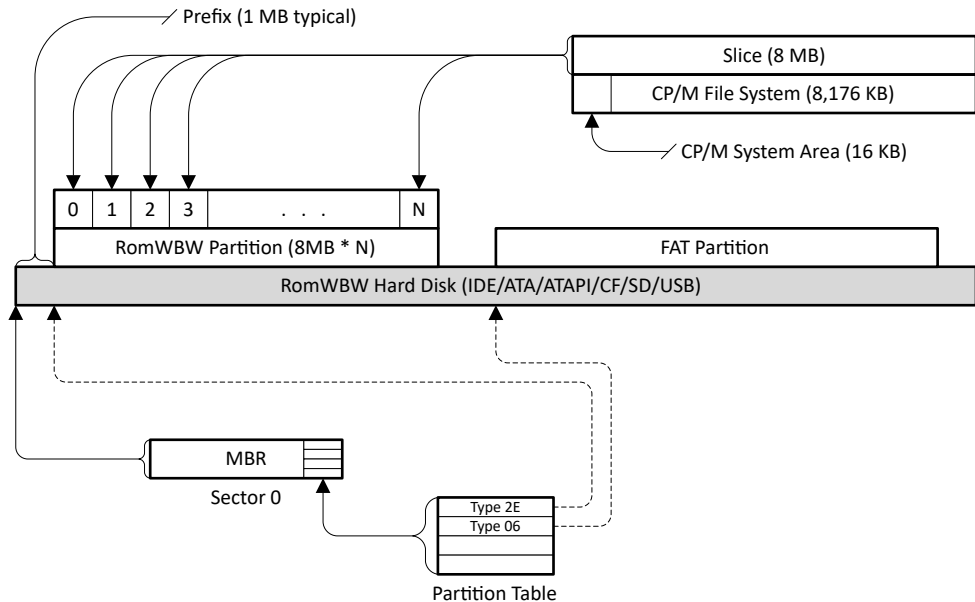 Prefix (1 MB typical)
Slice (8 MB)
CP/M File System (8,176 KB)
CP/M System Area (16 KB)
0 1 2 3 . . . N
RomWBW Partition (8MB * N)
FAT Partition
RomWBW Hard Disk (IDE/ATA/ATAPI/CF/SD/USB)
MBR
Sector 0
Type 2E
Type 06
Partition Table